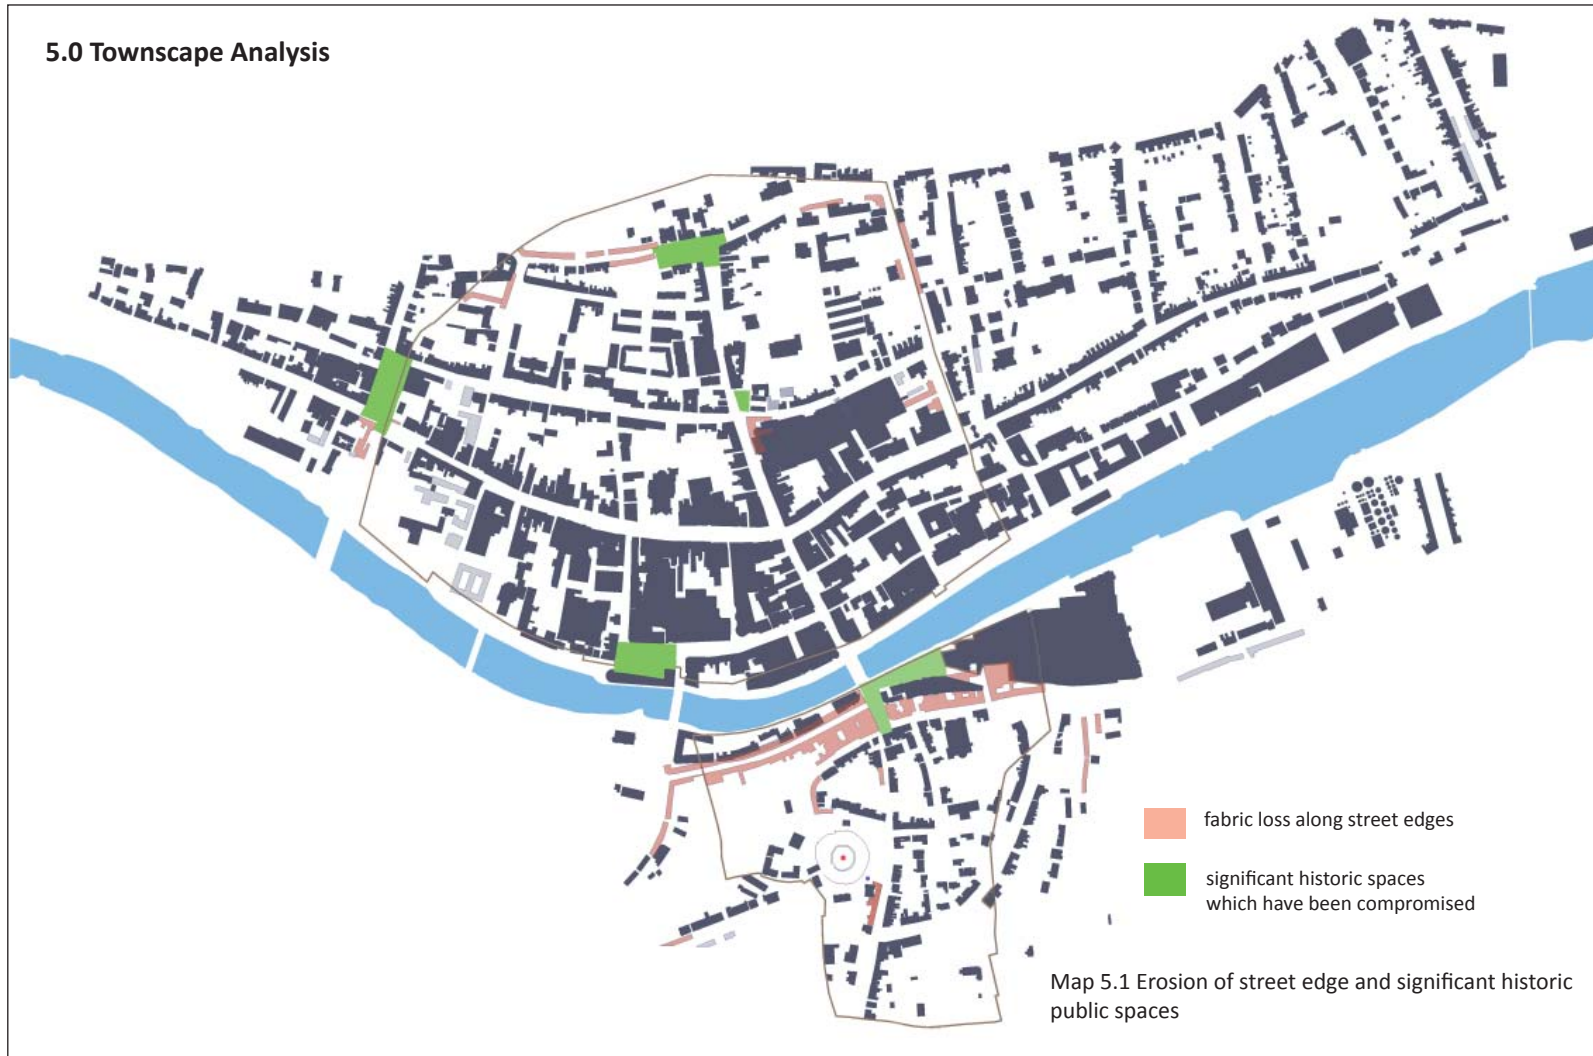 5.0 Townscape Analysis
fabric loss along street edges
significant historic spaces
which have been compromised
Map 5.1 Erosion of street edge and significant historic
public spaces